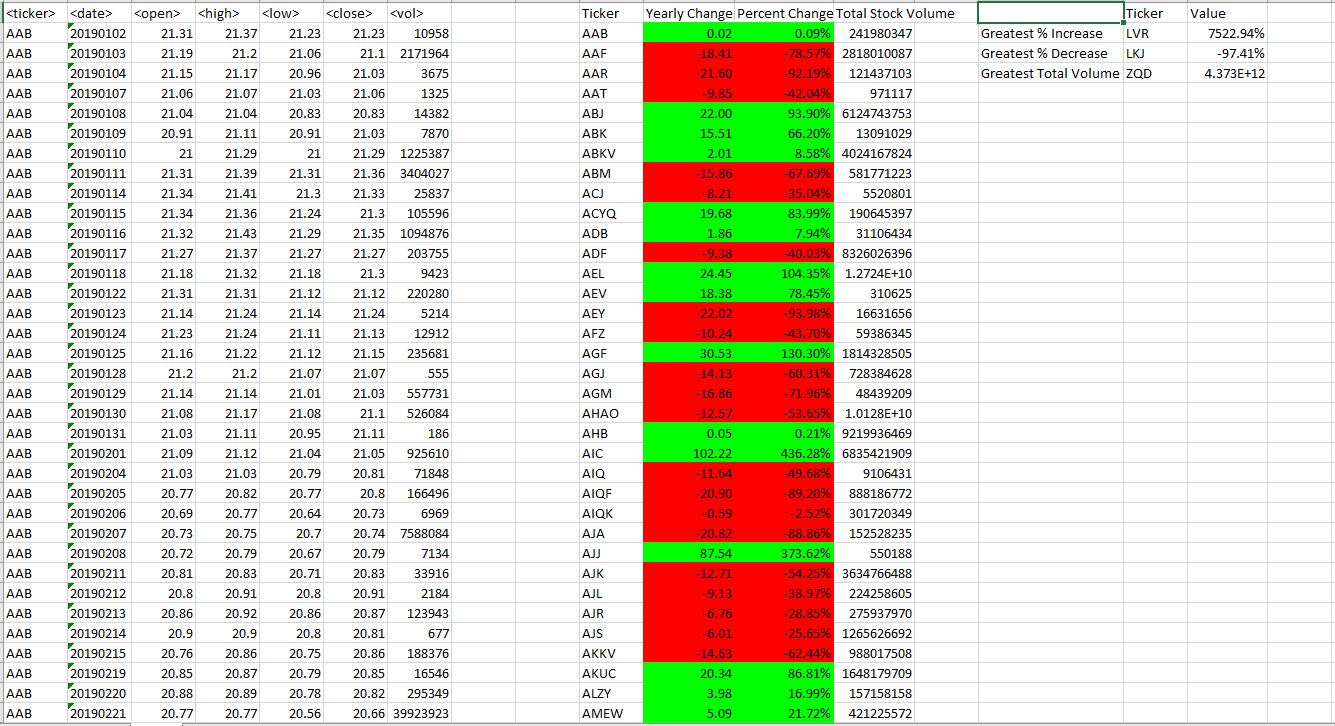 <ticker> <date> <open> <high> <low> <close> <vol> Ticker Yearly Change Percent Change Total Stock Volume Ticker Value
AAB 20190102 21.31 21.37 21.23 21.23 10958 AAB 0.02 0.09% 241980347 Greatest % Increase LVR 7522.94%
AAB 20190103 21.19 21.2 21.06 21.1 2171964 AAF -18.41 -78.57% 2818010087 Greatest % Decrease LKJ -97.41%
AAB 20190104 21.15 21.17 20.96 21.03 3675 AAR -21.60 -92.19% 121437103 Greatest Total Volume ZQD 4.373E+12
AAB 20190107 21.06 21.07 21.03 21.06 1325 AAT -9.85 -42.04% 971117
AAB 20190108 21.04 21.04 20.83 20.83 14382 ABJ 22.00 93.90% 6124743753
AAB 20190109 20.91 21.11 20.91 21.03 7870 ABK 15.51 66.20% 13091029
AAB 20190110 21 21.29 21 21.29 1225387 ABKV 2.01 8.58% 4024167824
AAB 20190111 21.31 21.39 21.31 21.36 3404027 ABM -15.86 -67.69% 581771223
AAB 20190114 21.34 21.41 21.3 21.33 25837 ACJ -8.21 -35.04% 5520801
AAB 20190115 21.34 21.36 21.24 21.3 105596 ACYQ 19.68 83.99% 190645397
AAB 20190116 21.32 21.43 21.29 21.35 1094876 ADB 1.86 7.94% 31106434
AAB 20190117 21.27 21.37 21.27 21.27 203755 ADF -9.38 -40.03% 8326026396
AAB 20190118 21.18 21.32 21.18 21.3 9423 AEL 24.45 104.35% 1.2724E+10
AAB 20190122 21.31 21.31 21.12 21.12 220280 AEV 18.38 78.45% 310625
AAB 20190123 21.14 21.24 21.14 21.24 5214 AEY -22.02 -93.98% 16631656
AAB 20190124 21.23 21.24 21.11 21.13 12912 AFZ -10.24 -43.70% 59386345
AAB 20190125 21.16 21.22 21.12 21.15 235681 AGF 30.53 130.30% 1814328505
AAB 20190128 21.2 21.2 21.07 21.07 555 AGJ -14.13 -60.31% 728384628
AAB 20190129 21.14 21.14 21.01 21.03 557731 AGM -16.86 -71.96% 48439209
AAB 20190130 21.08 21.17 21.08 21.1 526084 AHAO -12.57 -53.65% 1.0128E+10
AAB 20190131 21.03 21.11 20.95 21.11 186 AHB 0.05 0.21% 9219936469
AAB 20190201 21.09 21.12 21.04 21.05 925610 AIC 102.22 436.28% 6835421909
AAB 20190204 21.03 21.03 20.79 20.81 71848 AIQ -11.64 -49.68% 9106431
AAB 20190205 20.77 20.82 20.77 20.8 166496 AIQF -20.90 -89.20% 888186772
AAB 20190206 20.69 20.77 20.64 20.73 6969 AIQK -0.59 -2.52% 301720349
AAB 20190207 20.73 20.75 20.7 20.74 7588084 AJA -20.82 -88.86% 152528235
AAB 20190208 20.72 20.79 20.67 20.79 7134 AJJ 87.54 373.62% 550188
AAB 20190211 20.81 20.83 20.71 20.83 33916 AJK -12.71 -54.25% 3634766488
AAB 20190212 20.8 20.91 20.8 20.91 2184 AJL -9.13 -38.97% 224258605
AAB 20190213 20.86 20.92 20.86 20.87 123943 AJR -6.76 -28.85% 275937970
AAB 20190214 20.9 20.9 20.8 20.81 677 AJS -6.01 -25.65% 1265626692
AAB 20190215 20.76 20.86 20.75 20.86 188376 AKKV -14.63 -62.44% 988017508
AAB 20190219 20.85 20.87 20.79 20.85 16546 AKUC 20.34 86.81% 1648179709
AAB 20190220 20.88 20.89 20.78 20.82 295349 ALZY 3.98 16.99% 157158158
AAB 20190221 20.77 20.77 20.56 20.66 39923923 AMEW 5.09 21.72% 421225572